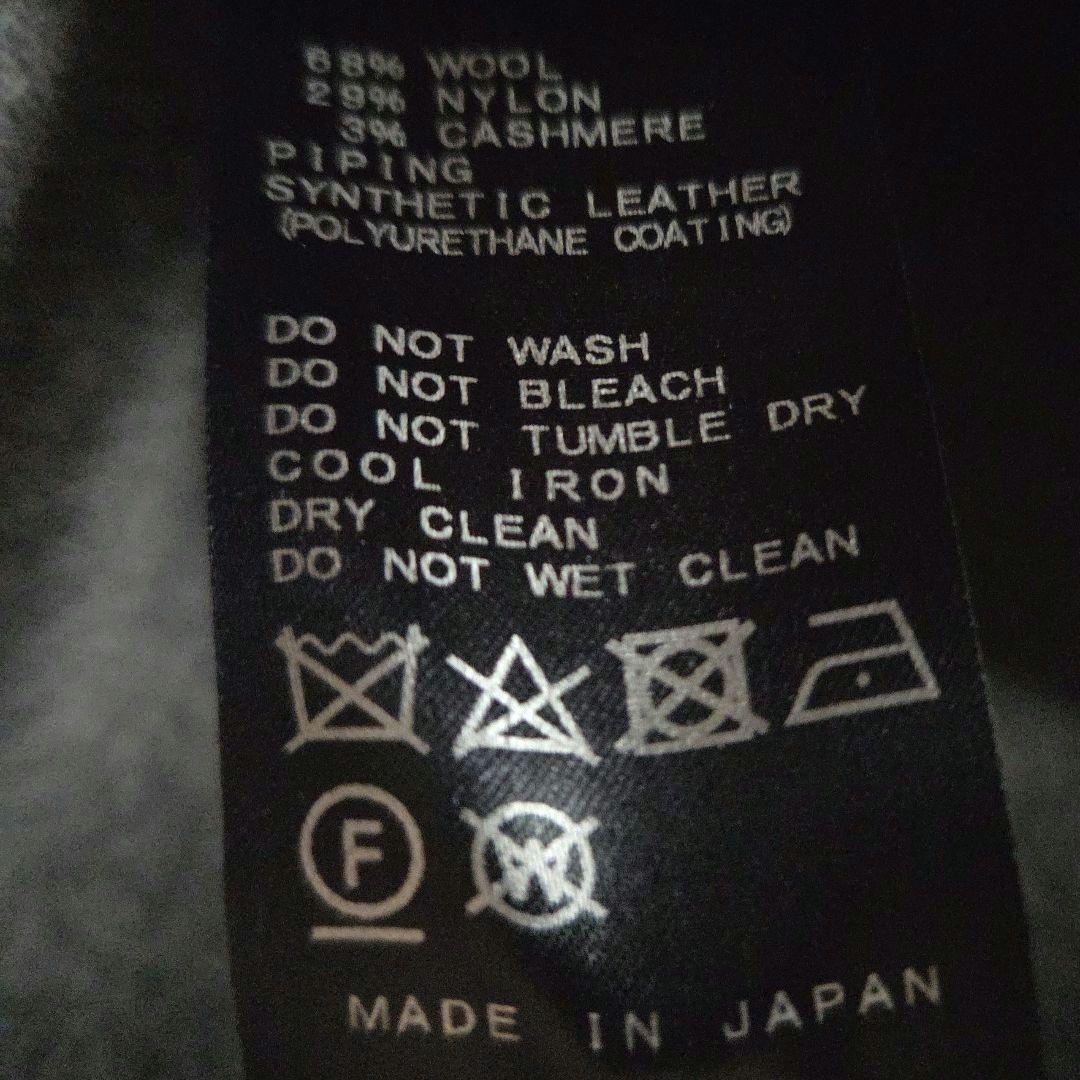 68% WOOL
29% NYLON
3% CASHMERE
PIPING
SYNTHETIC LEATHER
(POLYURETHANE COATING)
DO NOT WASH
DO NOT BLEACH
DO NOT TUMBLE DRY
COOL IRON
DRY CLEAN
DO NOT WET CLEAN
F W
MADE IN JAPAN